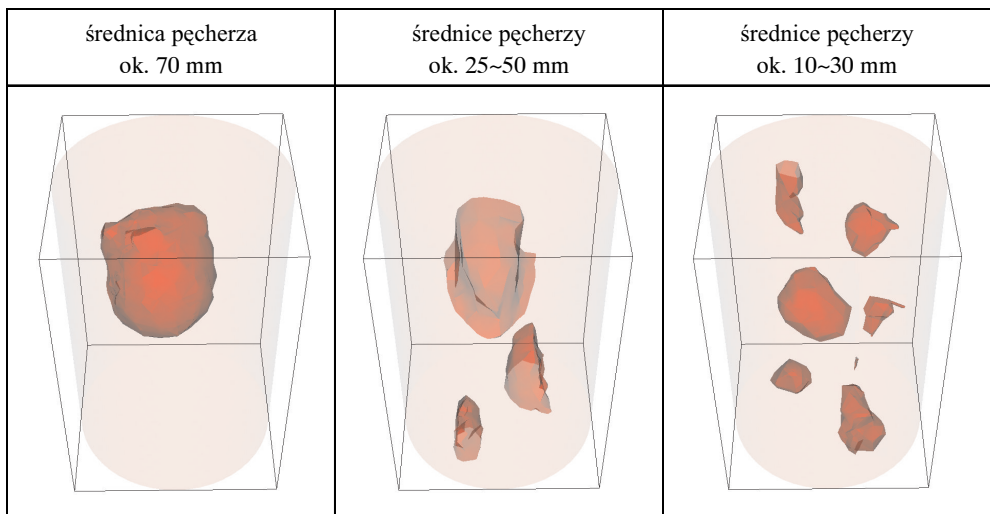 średnica pęcherza
ok. 70 mm
średnice pęcherzy
ok. 25~50 mm
średnice pęcherzy
ok. 10~30 mm